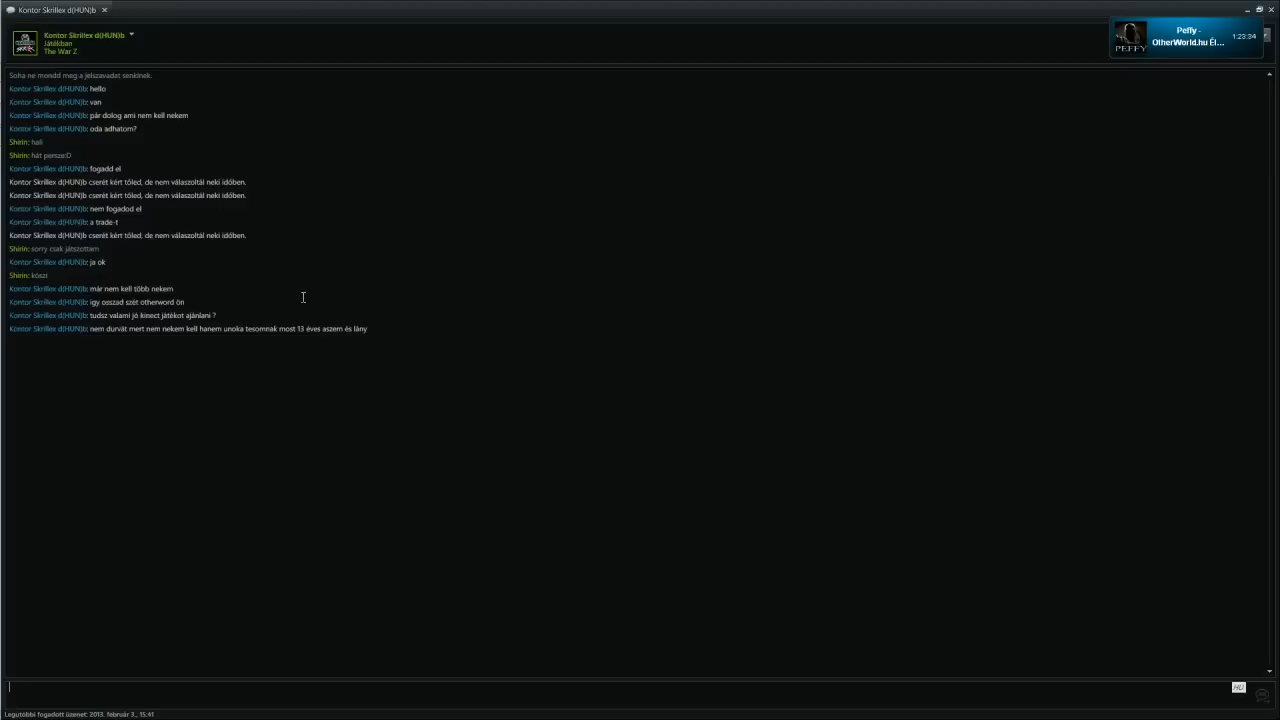 Kontor Skrillex d(HUN)b
Kontor Skrillex d(HUN)b
Játékban
The War Z
PEFFY
Peffy -
OtherWorld.hu Él...
1:23:34
Soha ne mondd meg a jelszavadat senkinek.
Kontor Skrillex d(HUN)b: hello
Kontor Skrillex d(HUN)b: van
Kontor Skrillex d(HUN)b: pár dolog ami nem kell nekem
Kontor Skrillex d(HUN)b: oda adhatom?
Shirin: hali
Shirin: hát persze:D
Kontor Skrillex d(HUN)b: fogadd el
Kontor Skrillex d(HUN)b cserét kért tőled, de nem válaszoltál neki időben.
Kontor Skrillex d(HUN)b cserét kért tőled, de nem válaszoltál neki időben.
Kontor Skrillex d(HUN)b: nem fogadod el
Kontor Skrillex d(HUN)b: a trade-t
Kontor Skrillex d(HUN)b cserét kért tőled, de nem válaszoltál neki időben.
Shirin: sorry csak játszottam
Kontor Skrillex d(HUN)b: ja ok
Shirin: köszi
Kontor Skrillex d(HUN)b: már nem kell több nekem
Kontor Skrillex d(HUN)b: igy osszad szét otherword ön
Kontor Skrillex d(HUN)b: tudsz valami jó kinect játékot ajánlani ?
Kontor Skrillex d(HUN)b: nem durvát mert nem nekem kell hanem unoka tesomnak most 13 éves aszem és lány
HU
Legutóbbi fogadott üzenet: 2013. február 3., 15:41